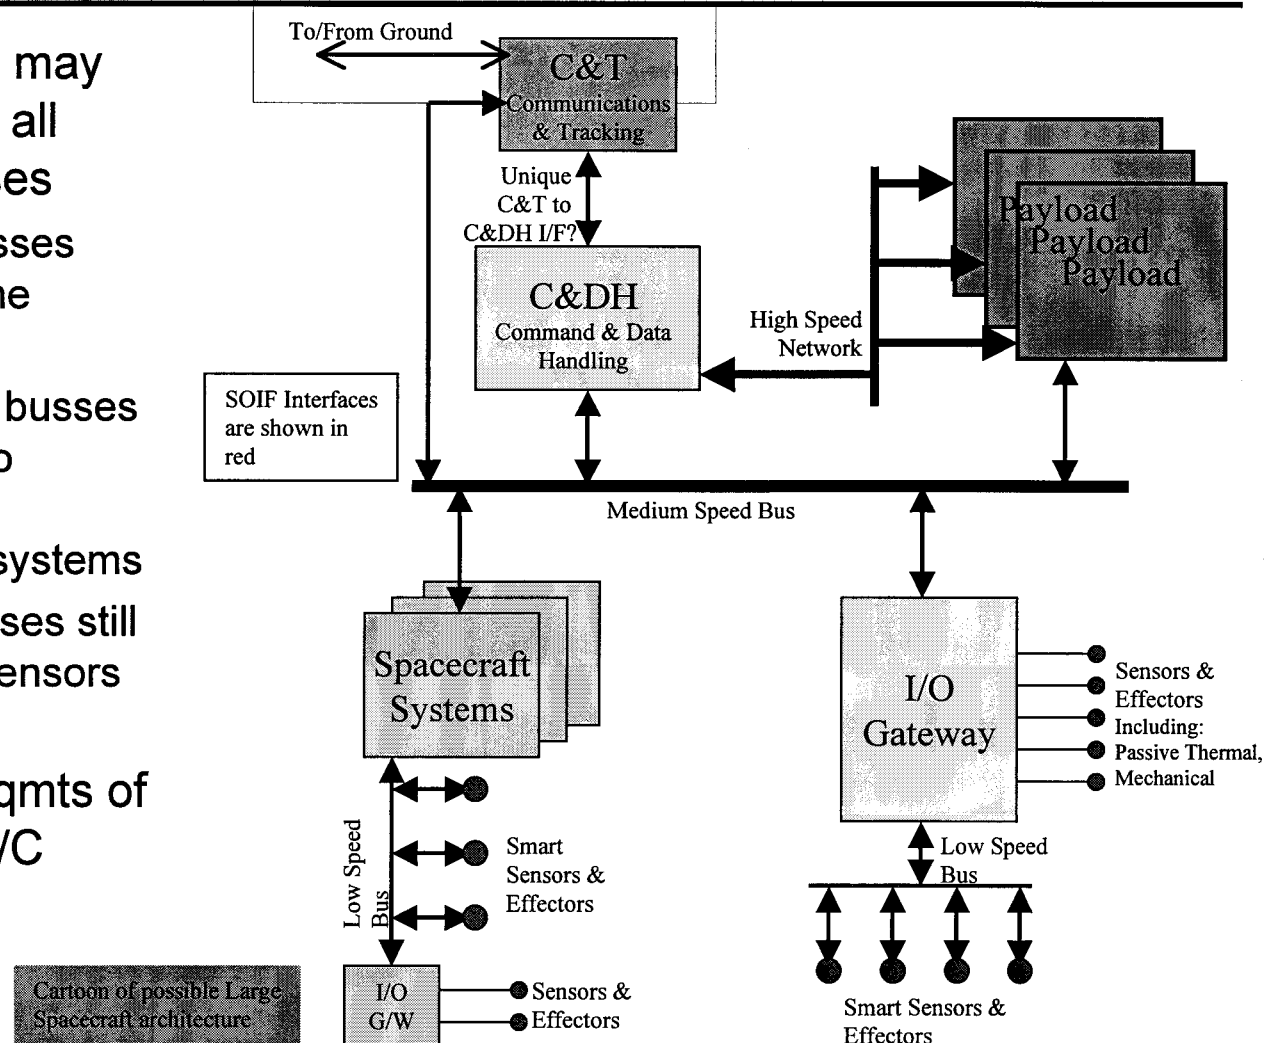 may
all
es
sses
ne
busses
o
systems
ses still
ensors
qmts of
/C
To/From Ground
C&T
Communications
& Tracking
Unique
C&T to
C&DH I/F?
C&DH
Command & Data
Handling
High Speed
Network
Payload
Payload
Payload
SOIF Interfaces
are shown in
red
Medium Speed Bus
Spacecraft
Systems
I/O
Gateway
Sensors &
Effectors
Including:
Passive Thermal,
Mechanical
Low Speed
Bus
Smart
Sensors &
Effectors
Low Speed
Bus
Smart Sensors &
Effectors
I/O
G/W
Sensors &
Effectors
Cartoon of possible Large
Spacecraft architecture